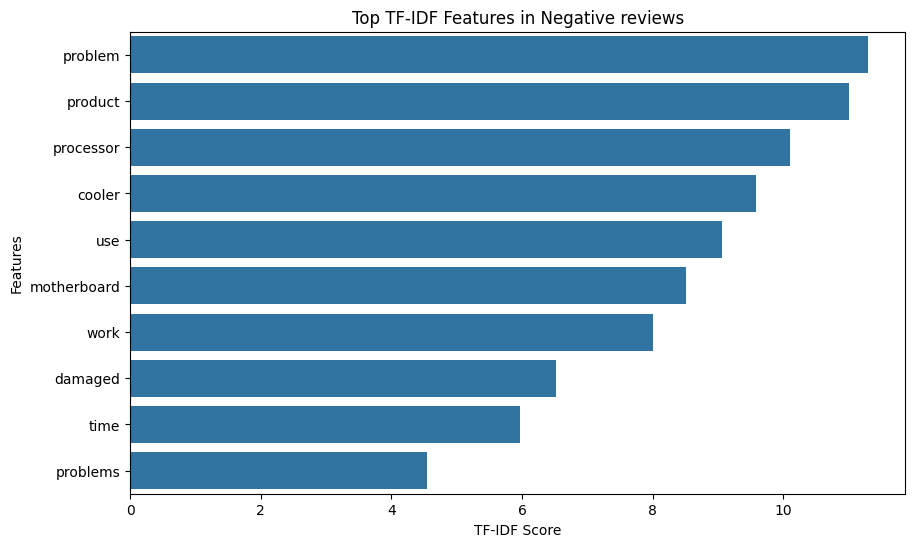 Top TF-IDF Features in Negative reviews
Features
problem
product
processor
cooler
use
motherboard
work
damaged
time
problems
0 2 4 6 8 10
TF-IDF Score